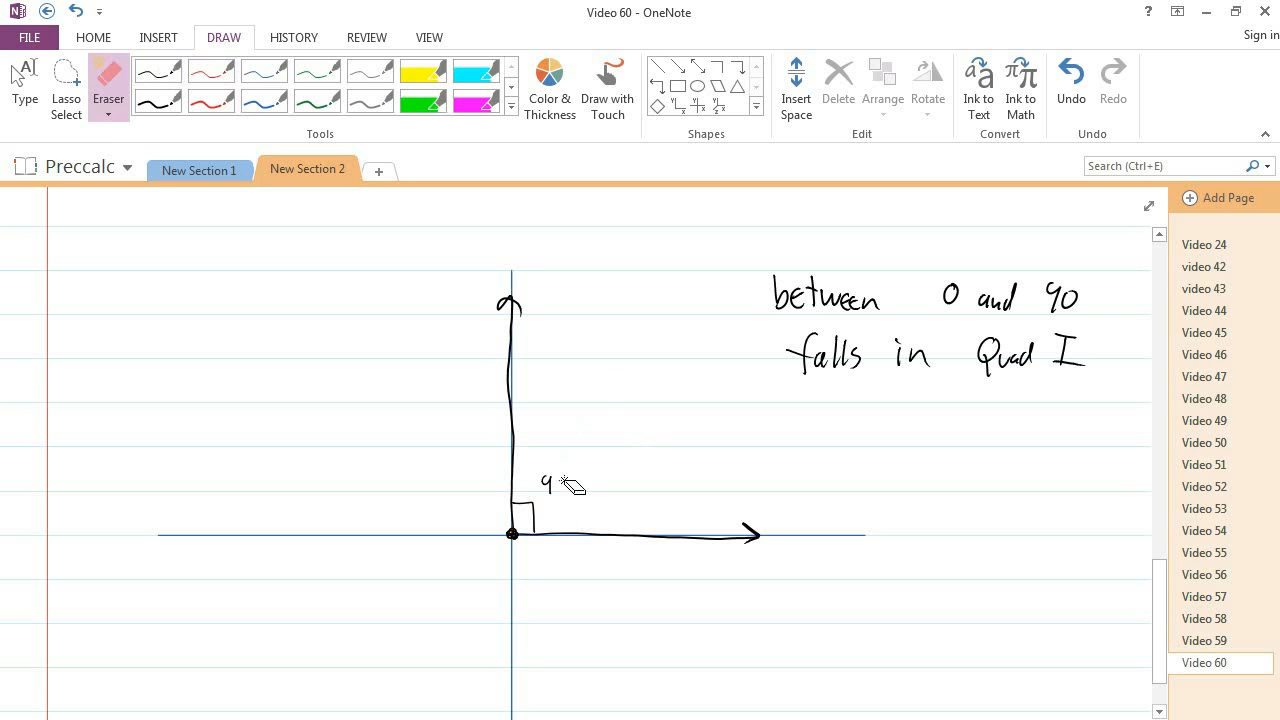 Video 60 - OneNote
Sign in
FILE HOME INSERT DRAW HISTORY REVIEW VIEW
Type
Lasso Select
Eraser
Color & Thickness
Draw with Touch
Insert Space
Delete
Arrange
Rotate
Ink to Text
Ink to Math
Undo
Redo
Tools
Shapes
Edit
Convert
Undo
Preccalc
New Section 1
New Section 2
Search (Ctrl+E)
Add Page
between 0 and 90
falls in Quad I
9
Video 24
video 42
video 43
Video 44
Video 45
Video 46
Video 47
Video 48
Video 49
Video 50
Video 51
Video 52
Video 53
Video 54
Video 55
Video 56
Video 57
Video 58
Video 59
Video 60